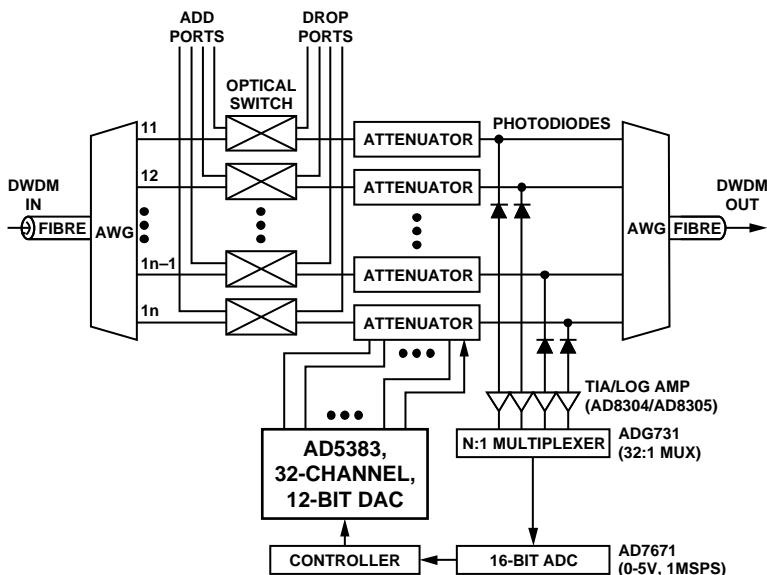 ADD
PORTS
DROP
PORTS
OPTICAL
SWITCH
PHOTODIODES
11
ATTENUATOR
12
ATTENUATOR
DWDM
IN
FIBRE
AWG
AWG
FIBRE
DWDM
OUT
1n–1
ATTENUATOR
1n
ATTENUATOR
TIA/LOG AMP
(AD8304/AD8305)
AD5383,
32-CHANNEL,
12-BIT DAC
N:1 MULTIPLEXER
ADG731
(32:1 MUX)
CONTROLLER
16-BIT ADC
AD7671
(0-5V, 1MSPS)